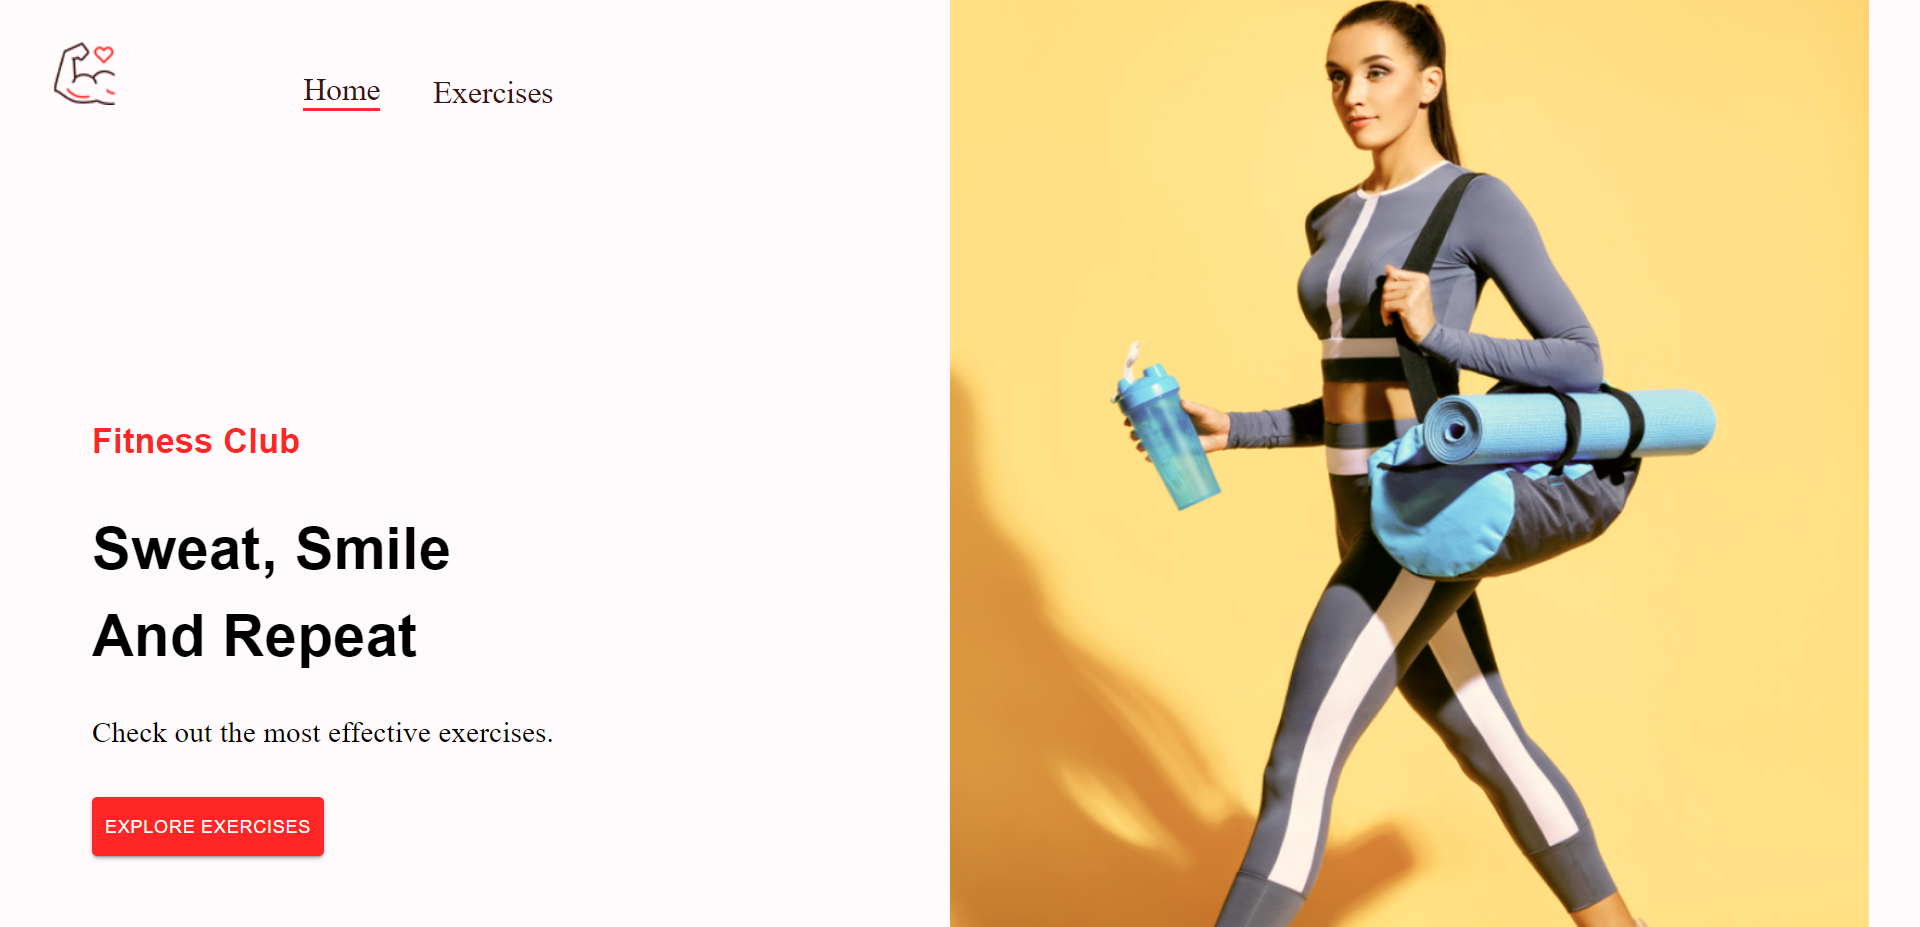 Home
Exercises
Fitness Club
Sweat, Smile
And Repeat
Check out the most effective exercises.
EXPLORE EXERCISES